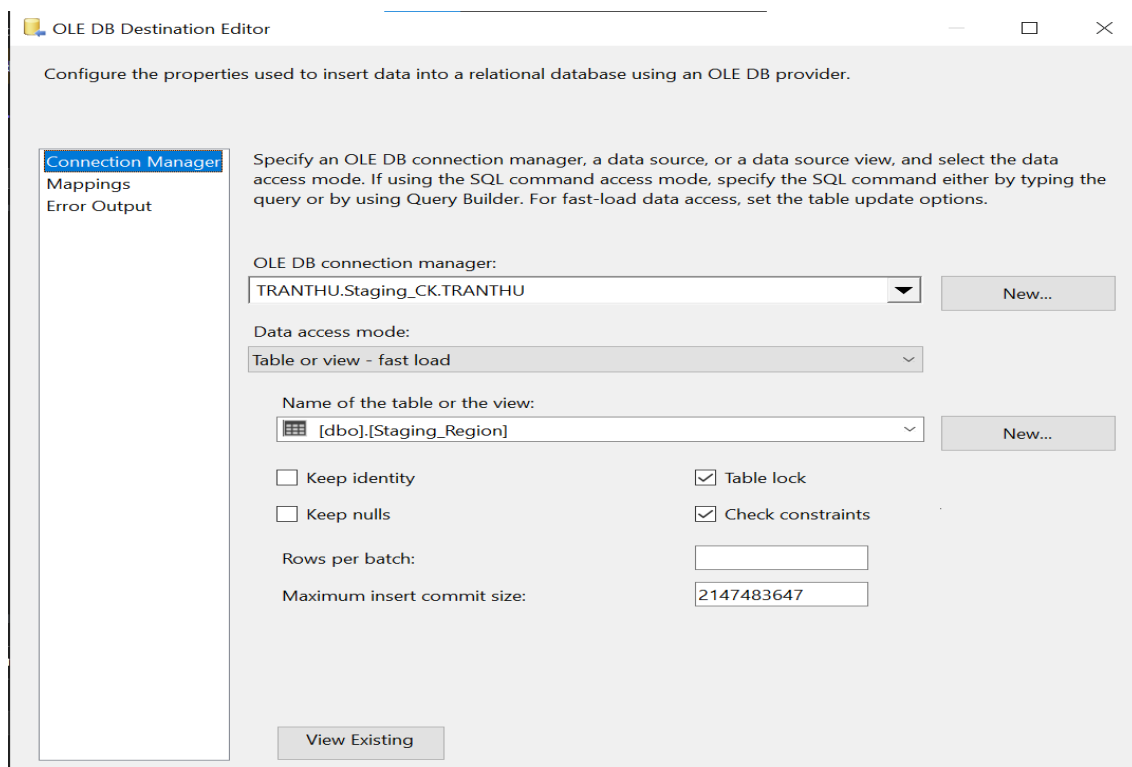 OLE DB Destination Editor
Configure the properties used to insert data into a relational database using an OLE DB provider.
Connection Manager
Mappings
Error Output
Specify an OLE DB connection manager, a data source, or a data source view, and select the data
access mode. If using the SQL command access mode, specify the SQL command either by typing the
query or by using Query Builder. For fast-load data access, set the table update options.
OLE DB connection manager:
TRANTHU.Staging_CK.TRANTHU
New...
Data access mode:
Table or view - fast load
Name of the table or the view:
[dbo].[Staging_Region]
New...
Keep identity
Table lock
Keep nulls
Check constraints
Rows per batch:
Maximum insert commit size:
2147483647
View Existing